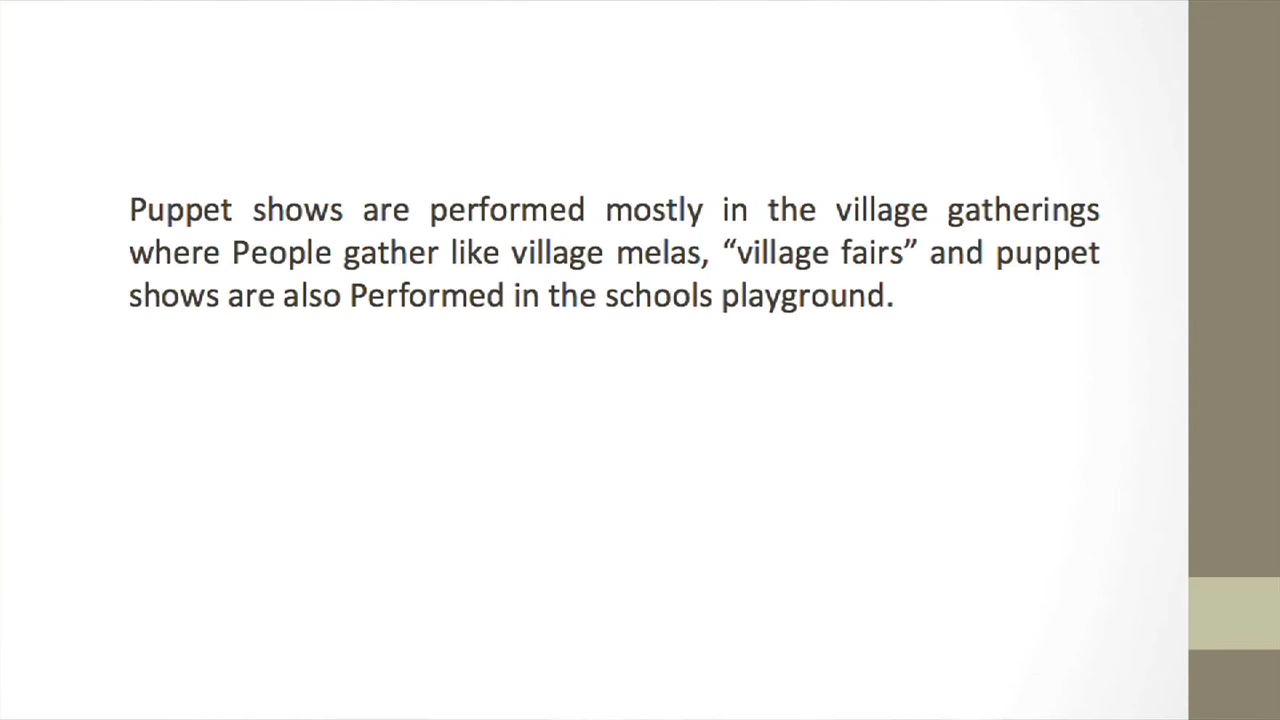 Puppet shows are performed mostly in the village gatherings
where People gather like village melas, “village fairs” and puppet
shows are also Performed in the schools playground.